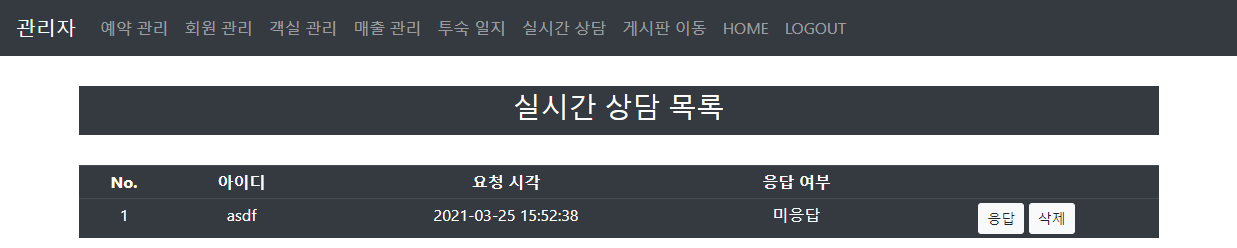 관리자 예약 관리 회원 관리 객실 관리 매출 관리 투숙 일지 실시간 상담 게시판 이동 HOME LOGOUT
실시간 상담 목록
No. 아이디 요청 시각 응답 여부
1 asdf 2021-03-25 15:52:38 미응답 응답 삭제